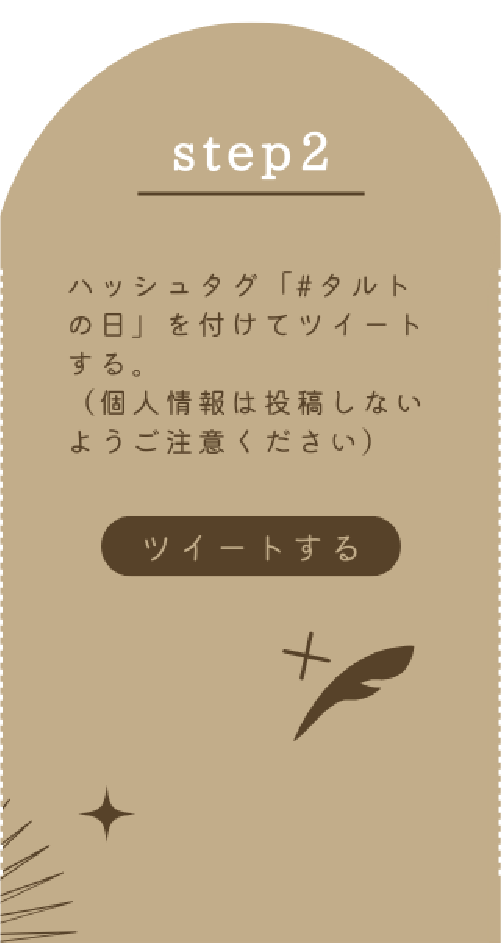 step2
ハッシュタグ「#タルト
の日」を付けてツイート
する。
（個人情報は投稿しない
ようご注意ください）
ツイートする